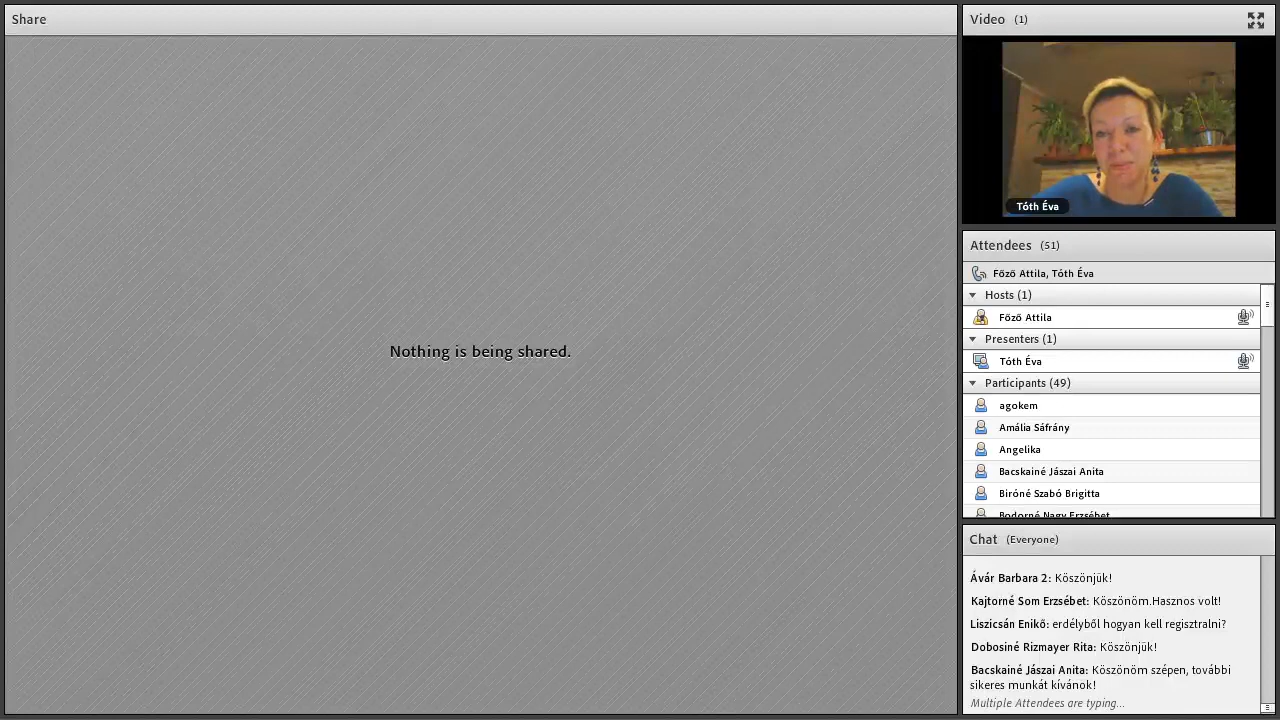 Share
Nothing is being shared.
Video (1)
Tóth Éva
Attendees (51)
Főző Attila, Tóth Éva
Hosts (1)
Főző Attila
Presenters (1)
Tóth Éva
Participants (49)
agokem
Amália Sáfrány
Angelika
Bacskainé Jászai Anita
Biróné Szabó Brigitta
Bodorné Nagy Erzsébet
Chat (Everyone)
Ávár Barbara 2: Köszönjük!
Kajtorné Som Erzsébet: Köszönöm.Hasznos volt!
Liszicsán Enikő: erdélyből hogyan kell regisztralni?
Dobosiné Rizmayer Rita: Köszönjük!
Bacskainé Jászai Anita: Köszönöm szépen, további
sikeres munkát kívánok!
Multiple Attendees are typing...